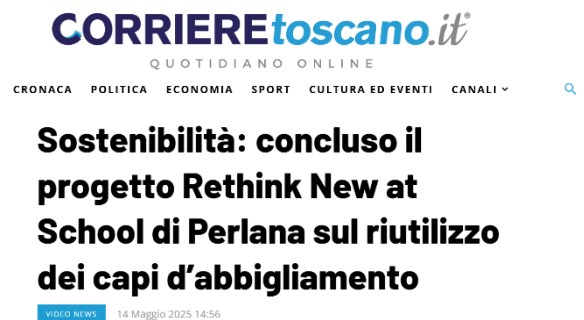 CORRIEREtoscano.it®
QUOTIDIANO ONLINE
CRONACA POLITICA ECONOMIA SPORT CULTURA ED EVENTI CANALI
Sostenibilità: concluso il
progetto Rethink New at
School di Perlana sul riutilizzo
dei capi d’abbigliamento
VIDEO NEWS 14 Maggio 2025 14:56